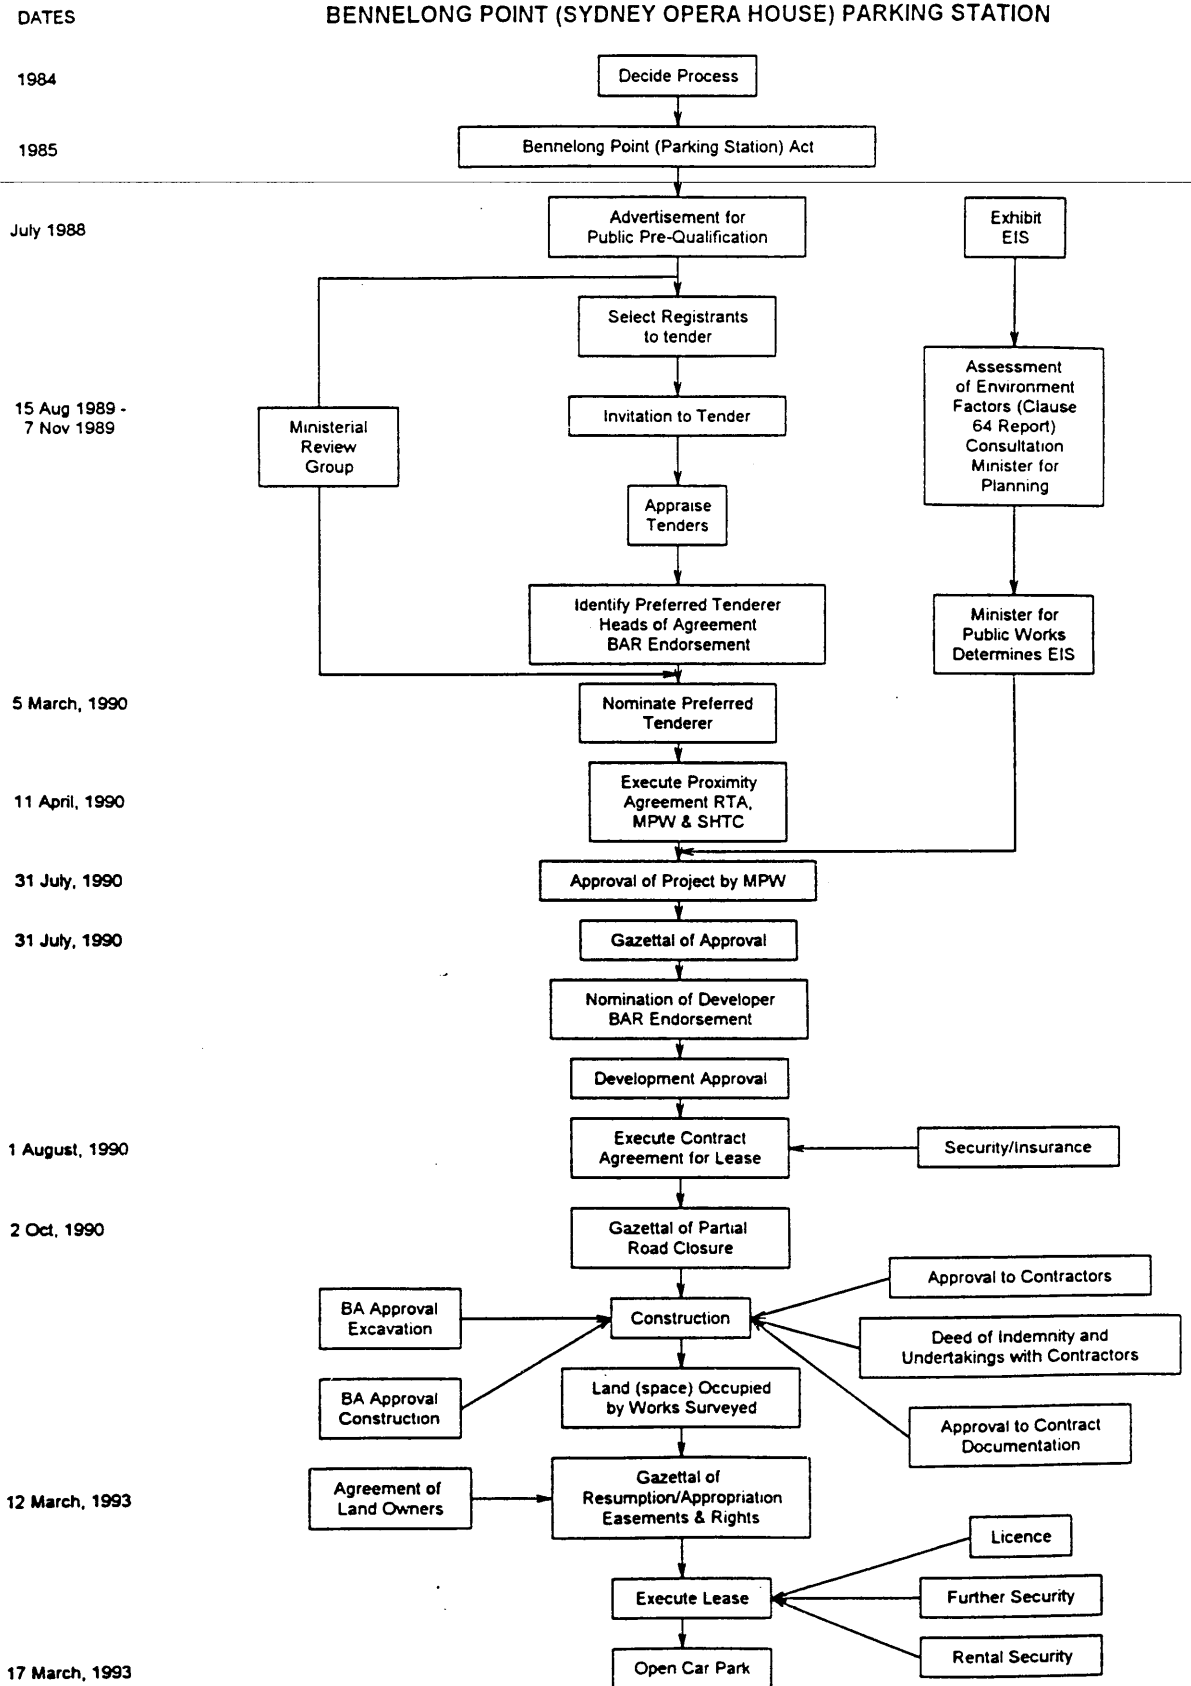 DATES
BENNELONG POINT (SYDNEY OPERA HOUSE) PARKING STATION
1984
Decide Process
1985
Bennelong Point (Parking Station) Act
July 1988
Advertisement for
Public Pre-Qualification
Exhibit
EIS
Select Registrants
to tender
Assessment
of Environment
Factors (Clause
64 Report)
Consultation
Minister for
Planning
15 Aug 1989 -
7 Nov 1989
Ministerial
Review
Group
Invitation to Tender
Appraise
Tenders
Identify Preferred Tenderer
Heads of Agreement
BAR Endorsement
Minister for
Public Works
Determines EIS
5 March, 1990
Nominate Preferred
Tenderer
11 April, 1990
Execute Proximity
Agreement RTA,
MPW & SHTC
31 July, 1990
Approval of Project by MPW
31 July, 1990
Gazettal of Approval
Nomination of Developer
BAR Endorsement
Development Approval
1 August, 1990
Execute Contract
Agreement for Lease
Security/Insurance
2 Oct, 1990
Gazettal of Partial
Road Closure
Approval to Contractors
BA Approval
Excavation
Construction
Deed of Indemnity and
Undertakings with Contractors
BA Approval
Construction
Land (space) Occupied
by Works Surveyed
Approval to Contract
Documentation
12 March, 1993
Agreement of
Land Owners
Gazettal of
Resumption/Appropriation
Easements & Rights
Licence
Execute Lease
Further Security
Rental Security
17 March, 1993
Open Car Park